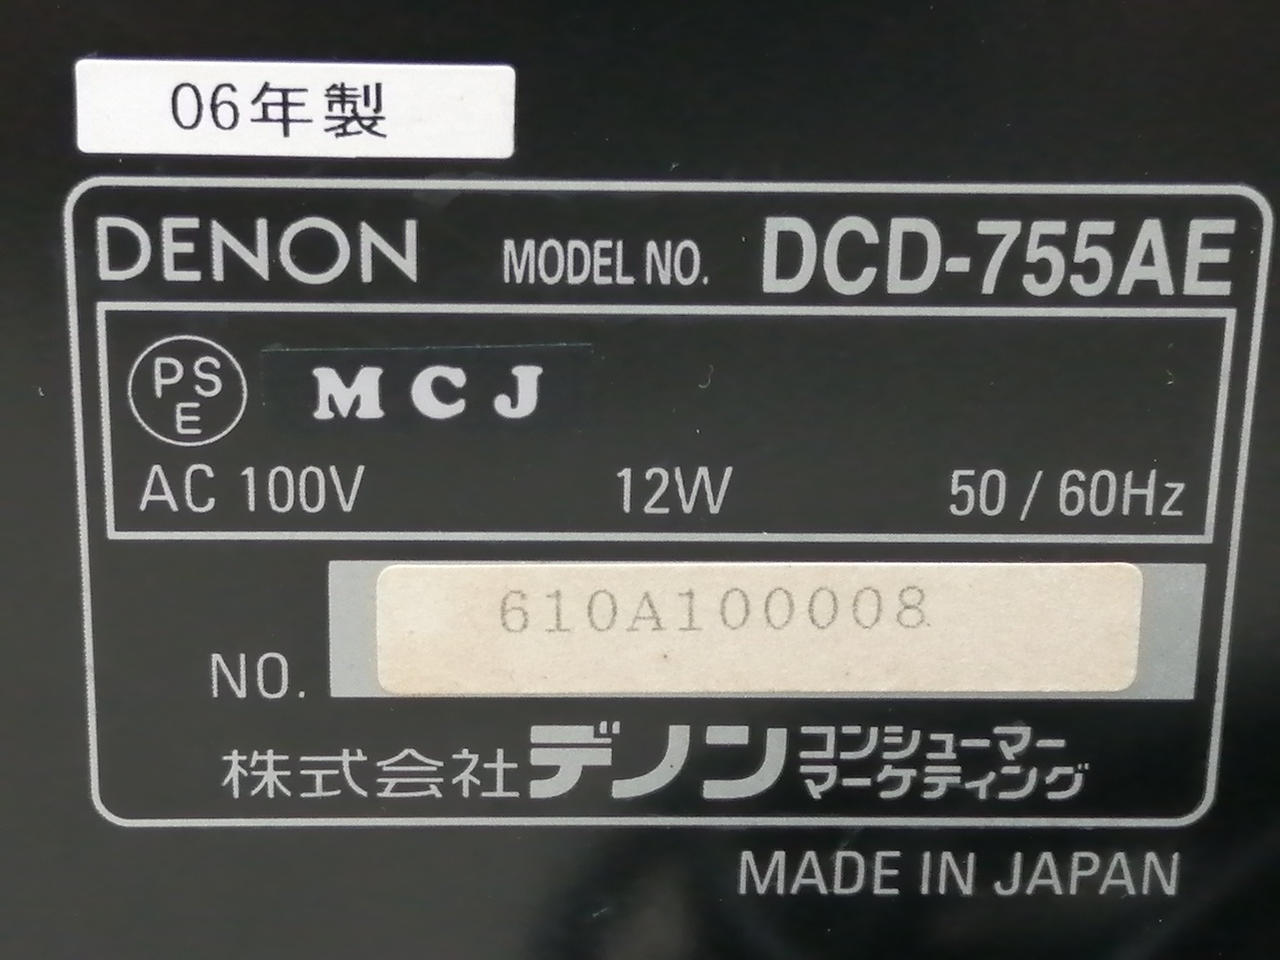 06年製
DENON MODEL NO. DCD-755AE
PS
E
MCJ
AC 100V 12W 50 / 60Hz
610A100008
NO.
株式会社デノン コンシューマー
マーケティング
MADE IN JAPAN